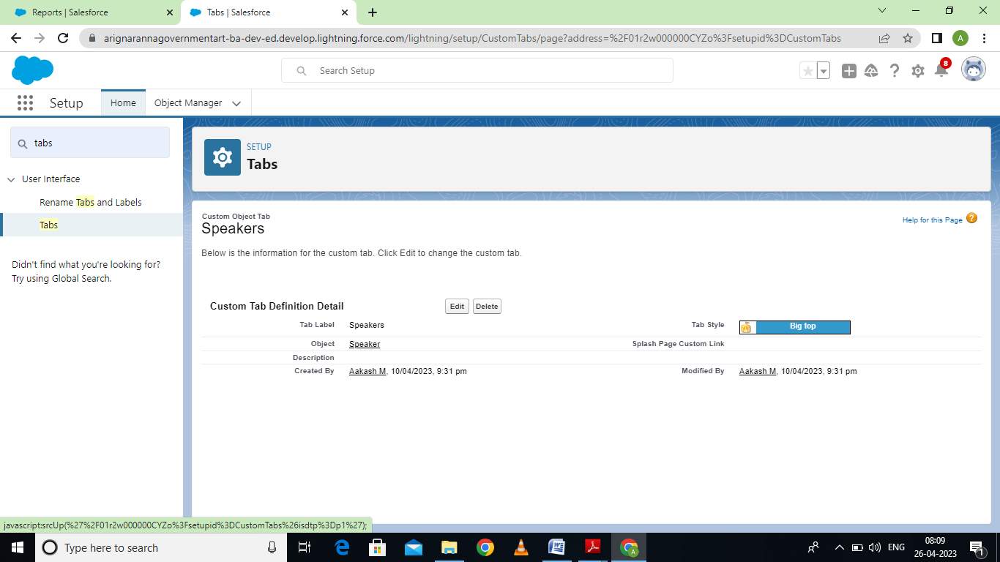 Reports | Salesforce
Tabs | Salesforce
arignarannagovernmentart-ba-dev-ed.develop.lightning.force.com/lightning/setup/CustomTabs/page?address=%2F01r2w000000CYZo%3Fsetupid%3DCustomTabs
A
Search Setup
8
Setup
Home
Object Manager
tabs
User Interface
Rename Tabs and Labels
Tabs
Didn't find what you're looking for?
Try using Global Search.
SETUP
Tabs
Custom Object Tab
Speakers
Help for this Page ?
Below is the information for the custom tab. Click Edit to change the custom tab.
Custom Tab Definition Detail Edit Delete
Tab Label Speakers Tab Style Big top
Object Speaker Splash Page Custom Link
Description
Created By Aakash M, 10/04/2023, 9:31 pm Modified By Aakash M, 10/04/2023, 9:31 pm
javascript:srcUp(%27%2F01r2w000000CYZo%3Fsetupid%3DCustomTabs%26isdtp%3Dp1%27);
Type here to search
A
ENG
08:09
26-04-2023
1